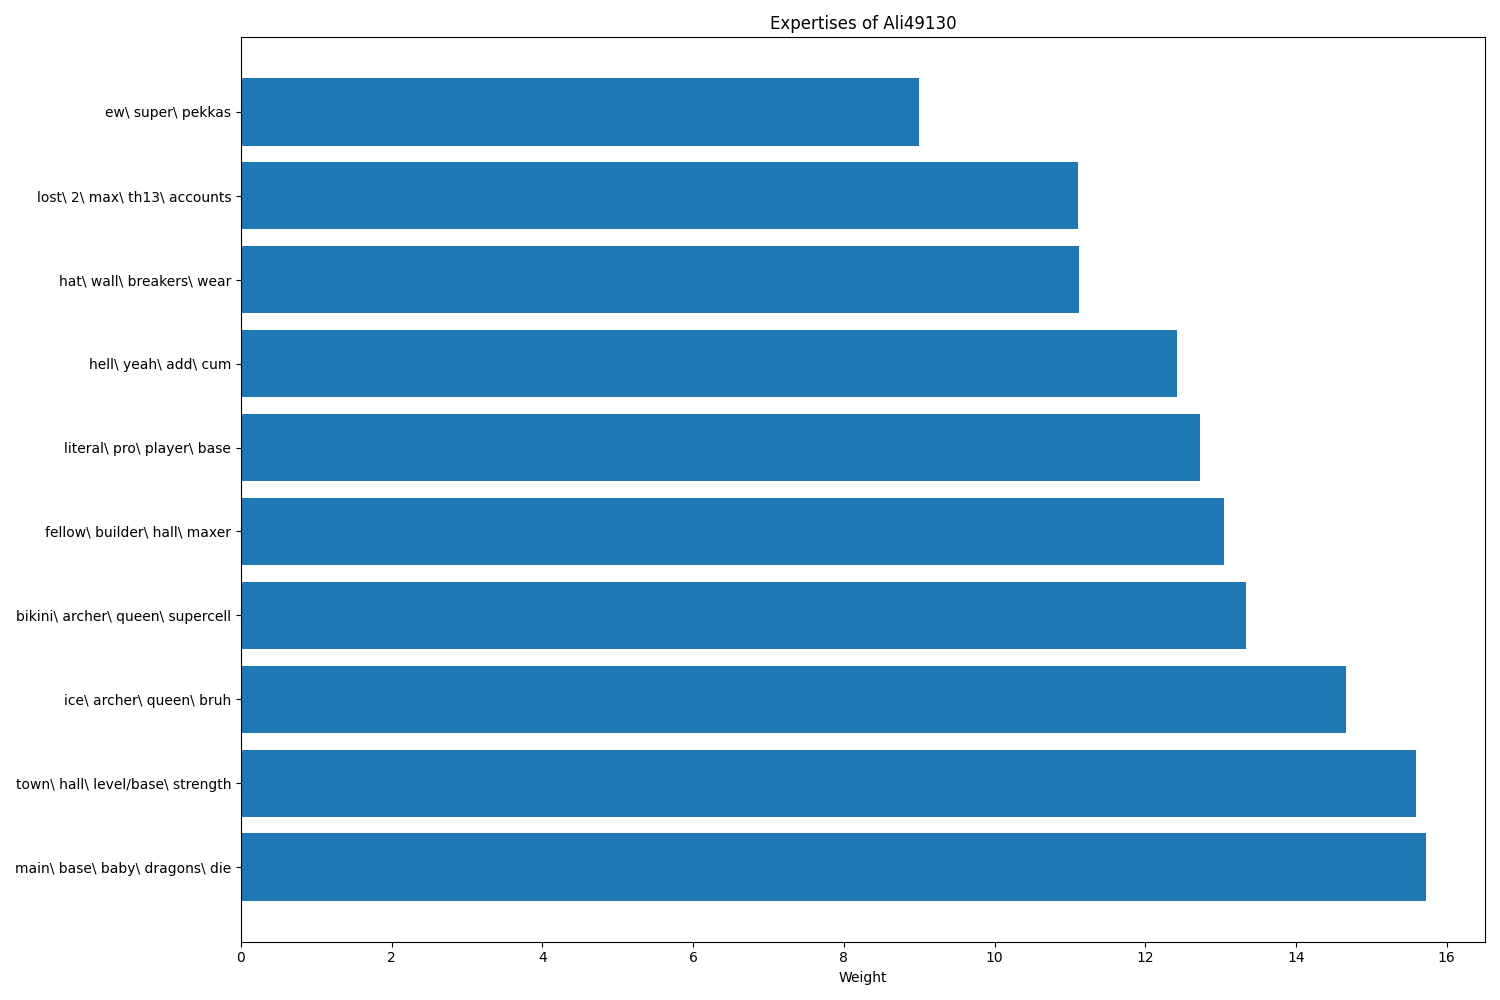 Expertises of Ali49130
ew\ super\ pekkas
lost\ 2\ max\ th13\ accounts
hat\ wall\ breakers\ wear
hell\ yeah\ add\ cum
literal\ pro\ player\ base
fellow\ builder\ hall\ maxer
bikini\ archer\ queen\ supercell
ice\ archer\ queen\ bruh
town\ hall\ level/base\ strength
main\ base\ baby\ dragons\ die
0 2 4 6 8 10 12 14 16
Weight